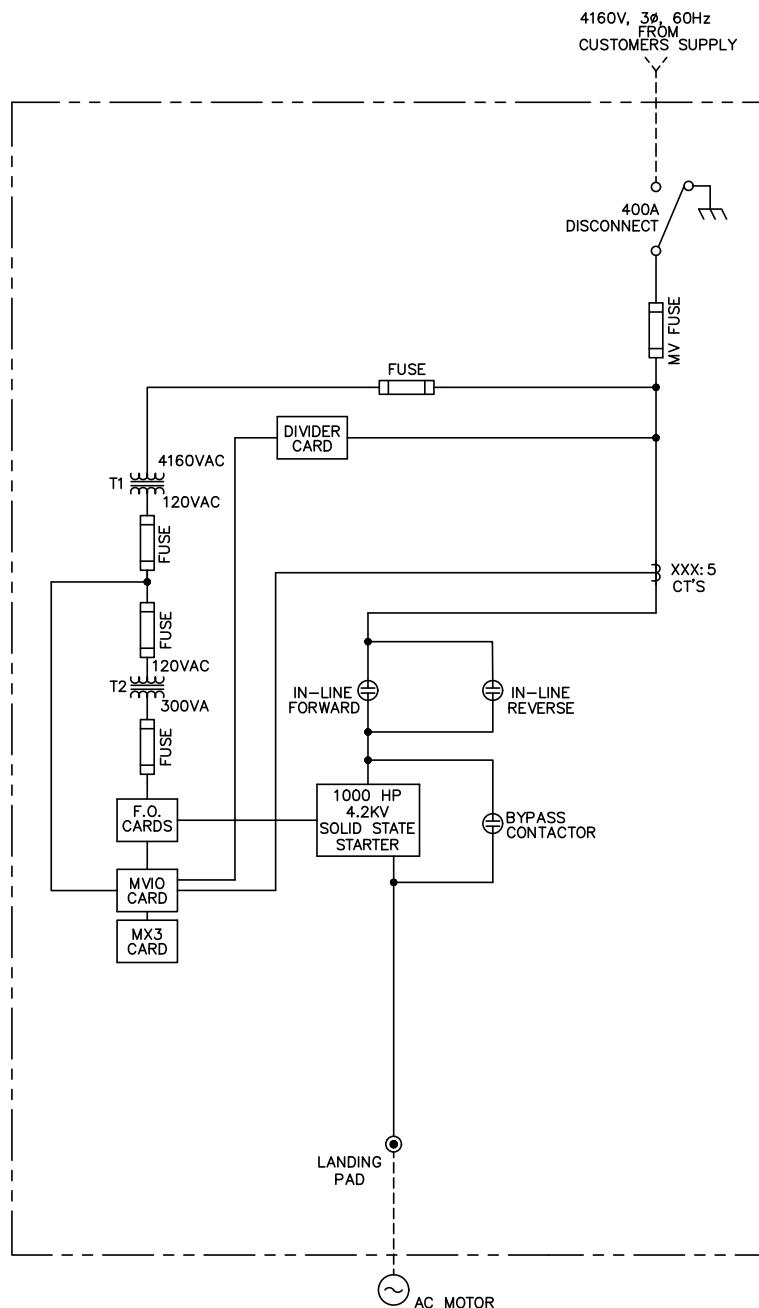 4160V, 3ø, 60Hz
FROM
CUSTOMERS SUPPLY
400A
DISCONNECT
MV FUSE
FUSE
DIVIDER
CARD
4160VAC
T1
120VAC
FUSE
XXX:5
CT'S
FUSE
120VAC
T2
300VA
IN-LINE
FORWARD
IN-LINE
REVERSE
FUSE
1000 HP
4.2KV
SOLID STATE
STARTER
F.O.
CARDS
BYPASS
CONTACTOR
MVIO
CARD
MX3
CARD
LANDING
PAD
AC MOTOR